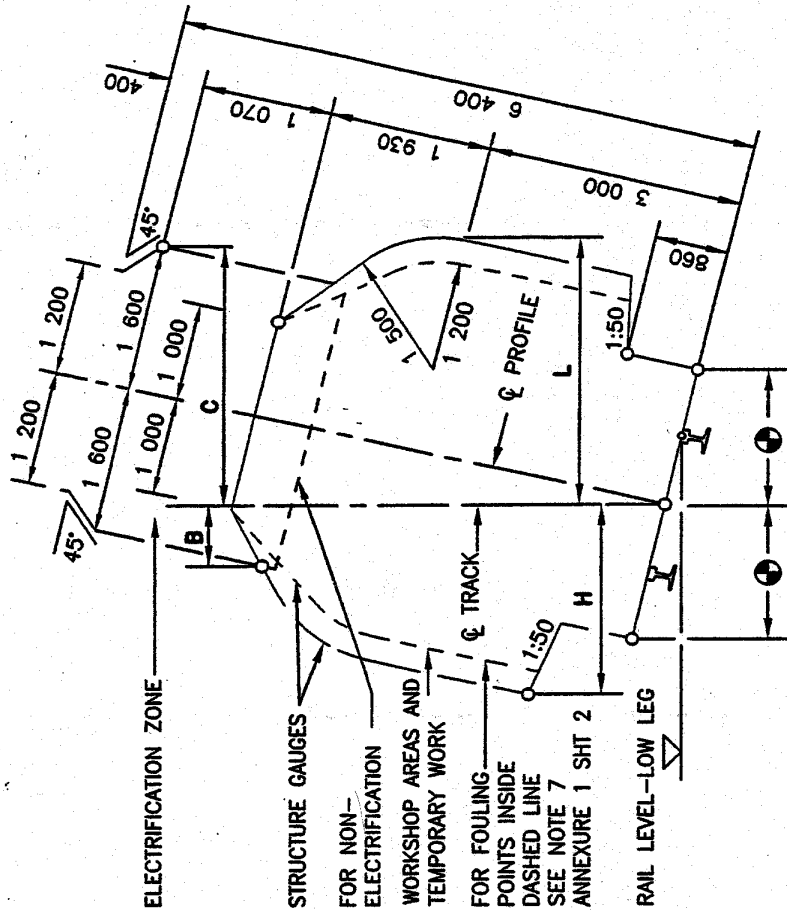 400
45°
1 200
1 200
1 600
1 600
1 000
1 000
45°
1 070
1 930
6 400
3 000
860
C
B
1 500
1 200
℄ PROFILE
L
1:50
℄ TRACK
H
1:50
ELECTRIFICATION ZONE
STRUCTURE GAUGES
FOR NON-
ELECTRIFICATION
WORKSHOP AREAS AND
TEMPORARY WORK
FOR FOULING
POINTS INSIDE
DASHED LINE
SEE NOTE 7
ANNEXURE 1 SHT 2
RAIL LEVEL-LOW LEG